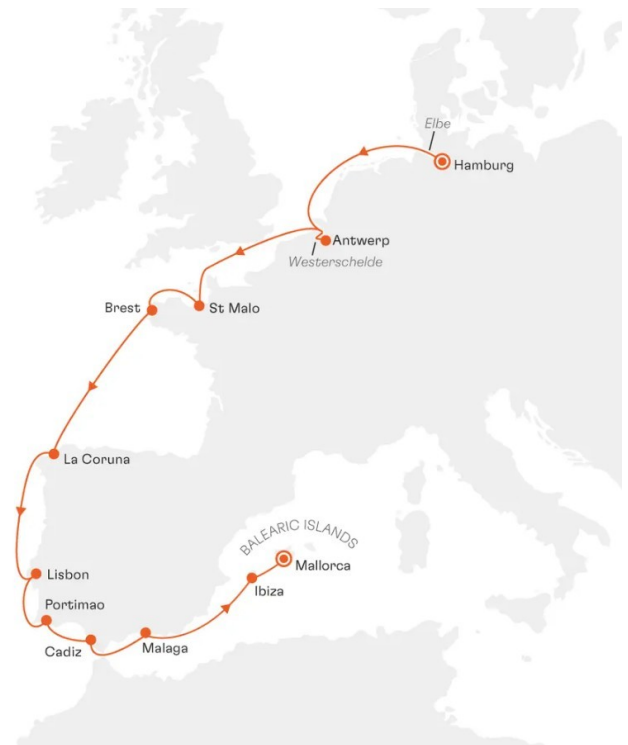 Elbe
Hamburg
Antwerp
Westerschelde
Brest
St Malo
La Coruna
BALEARIC ISLANDS
Mallorca
Lisbon
Ibiza
Portimao
Cadiz
Malaga